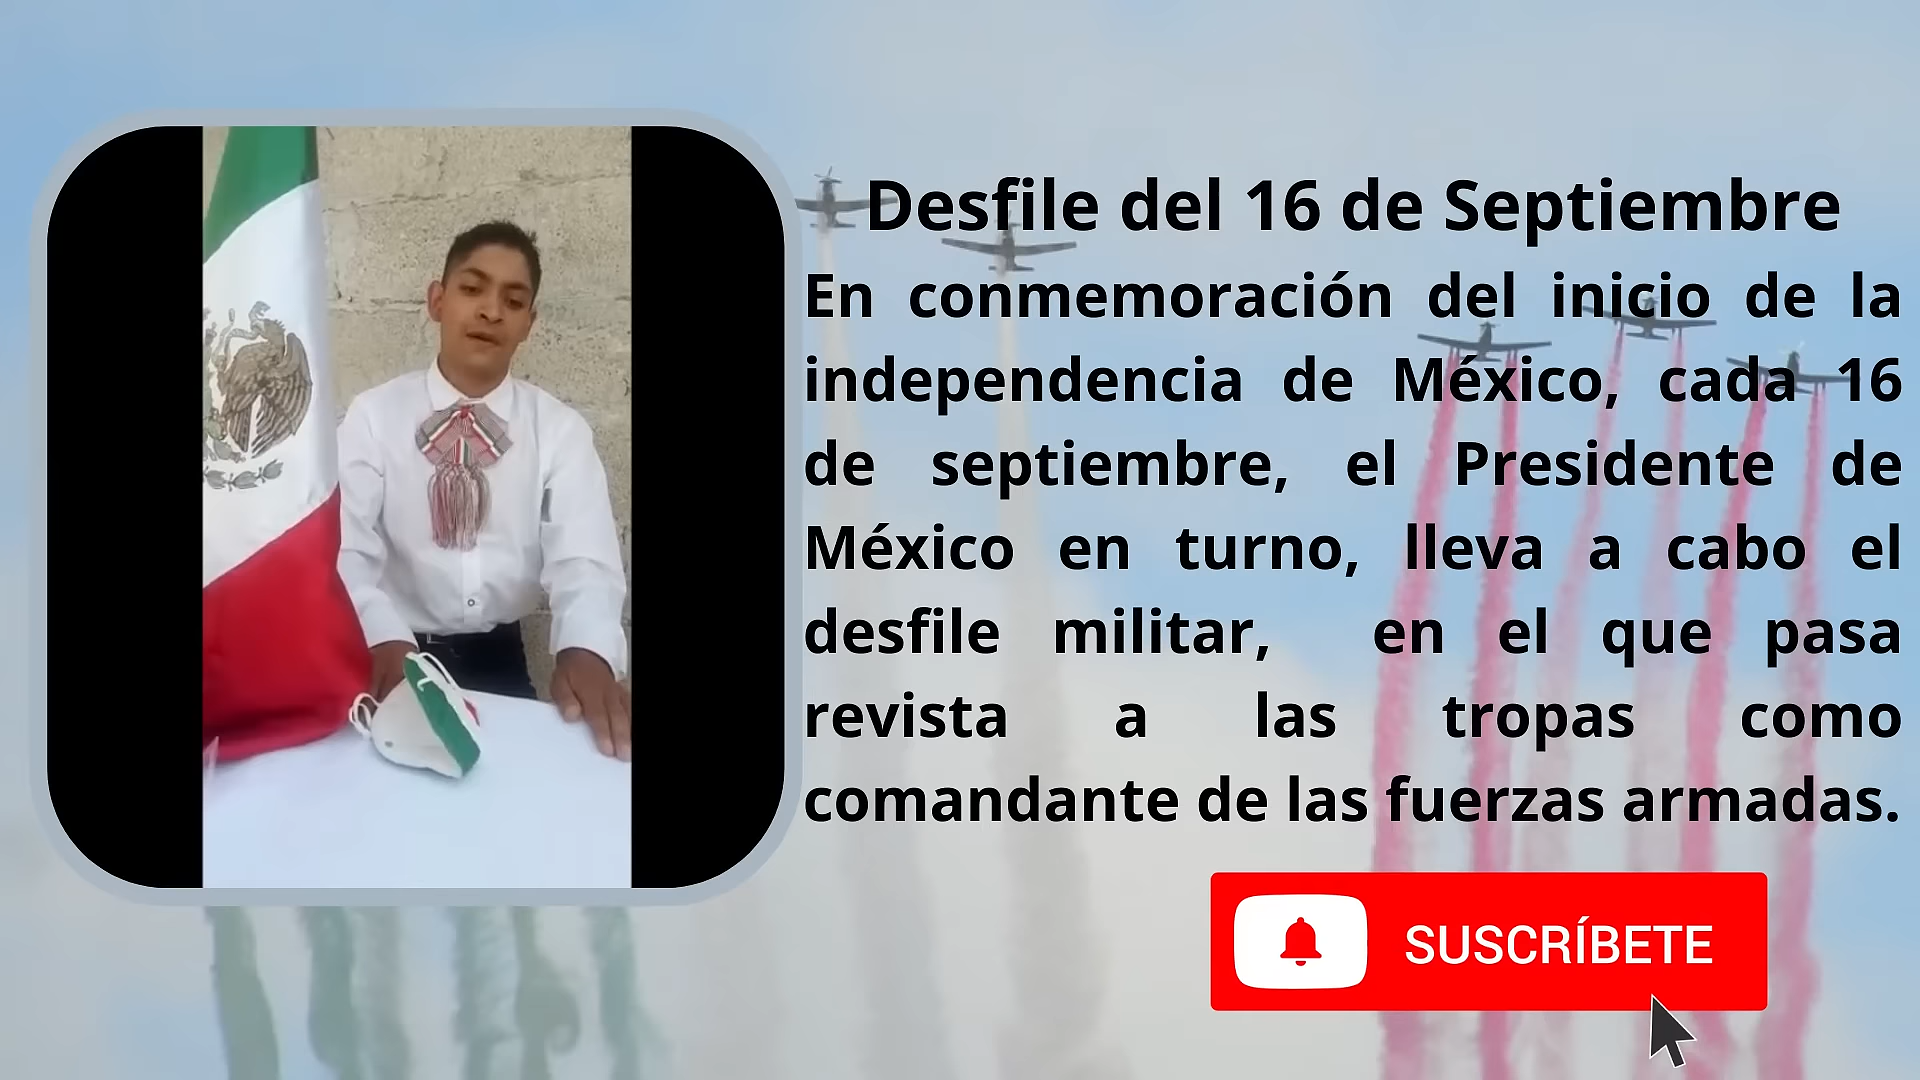 Desfile del 16 de Septiembre
En conmemoración del inicio de la
independencia de México, cada 16
de septiembre, el Presidente de
México en turno, lleva a cabo el
desfile militar, en el que pasa
revista a las tropas como
comandante de las fuerzas armadas.
SUSCRÍBETE